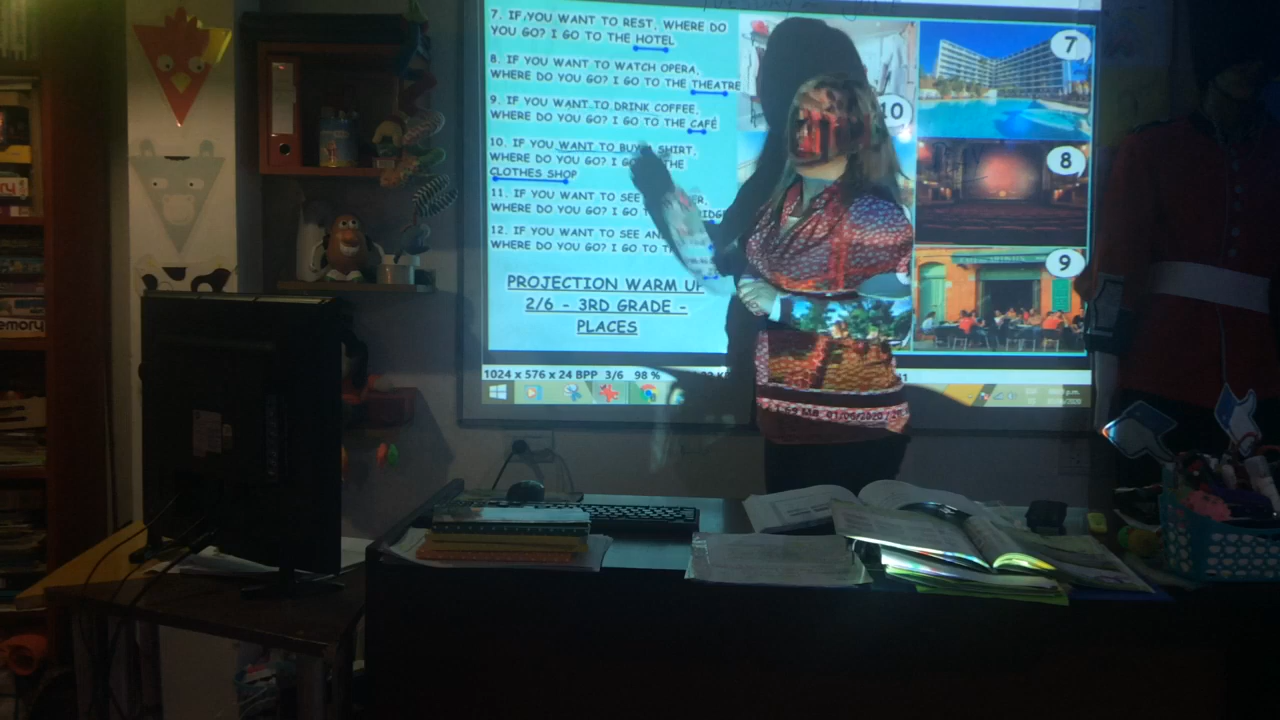 7. IF YOU WANT TO REST, WHERE DO
YOU GO? I GO TO THE HOTEL
8. IF YOU WANT TO WATCH OPERA,
WHERE DO YOU GO? I GO TO THE THEATRE
9. IF YOU WANT TO DRINK COFFEE,
WHERE DO YOU GO? I GO TO THE CAFÉ
10. IF YOU WANT TO BUY A SHIRT,
WHERE DO YOU GO? I GO THE
CLOTHES SHOP
11. IF YOU WANT TO SEE
WHERE DO YOU GO? I GO
12. IF YOU WANT TO SEE
WHERE DO YOU GO? I GO TO
PROJECTION WARM UP
2/6 - 3RD GRADE -
PLACES
10
7
8
9
1024 x 576 x 24 BPP 3/6 98 %
MB 01/06/2020
emory